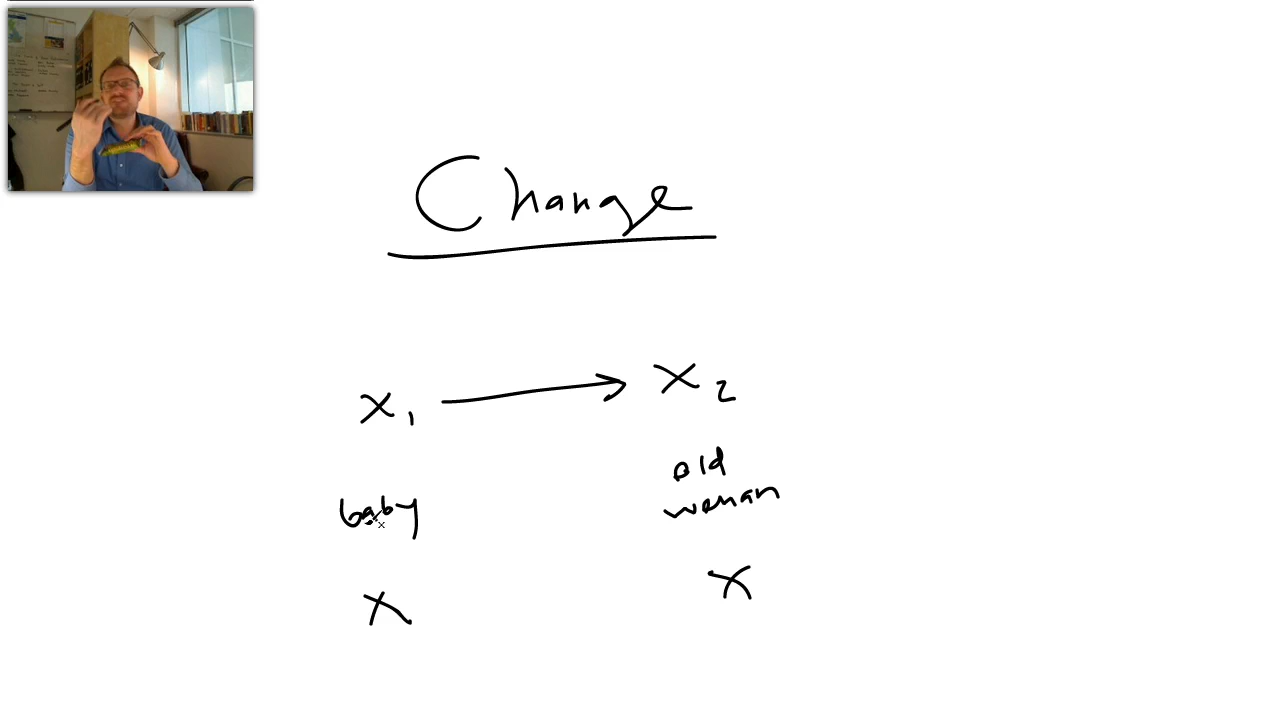 Change
x₁ → x₂
baby
old
woman
x x